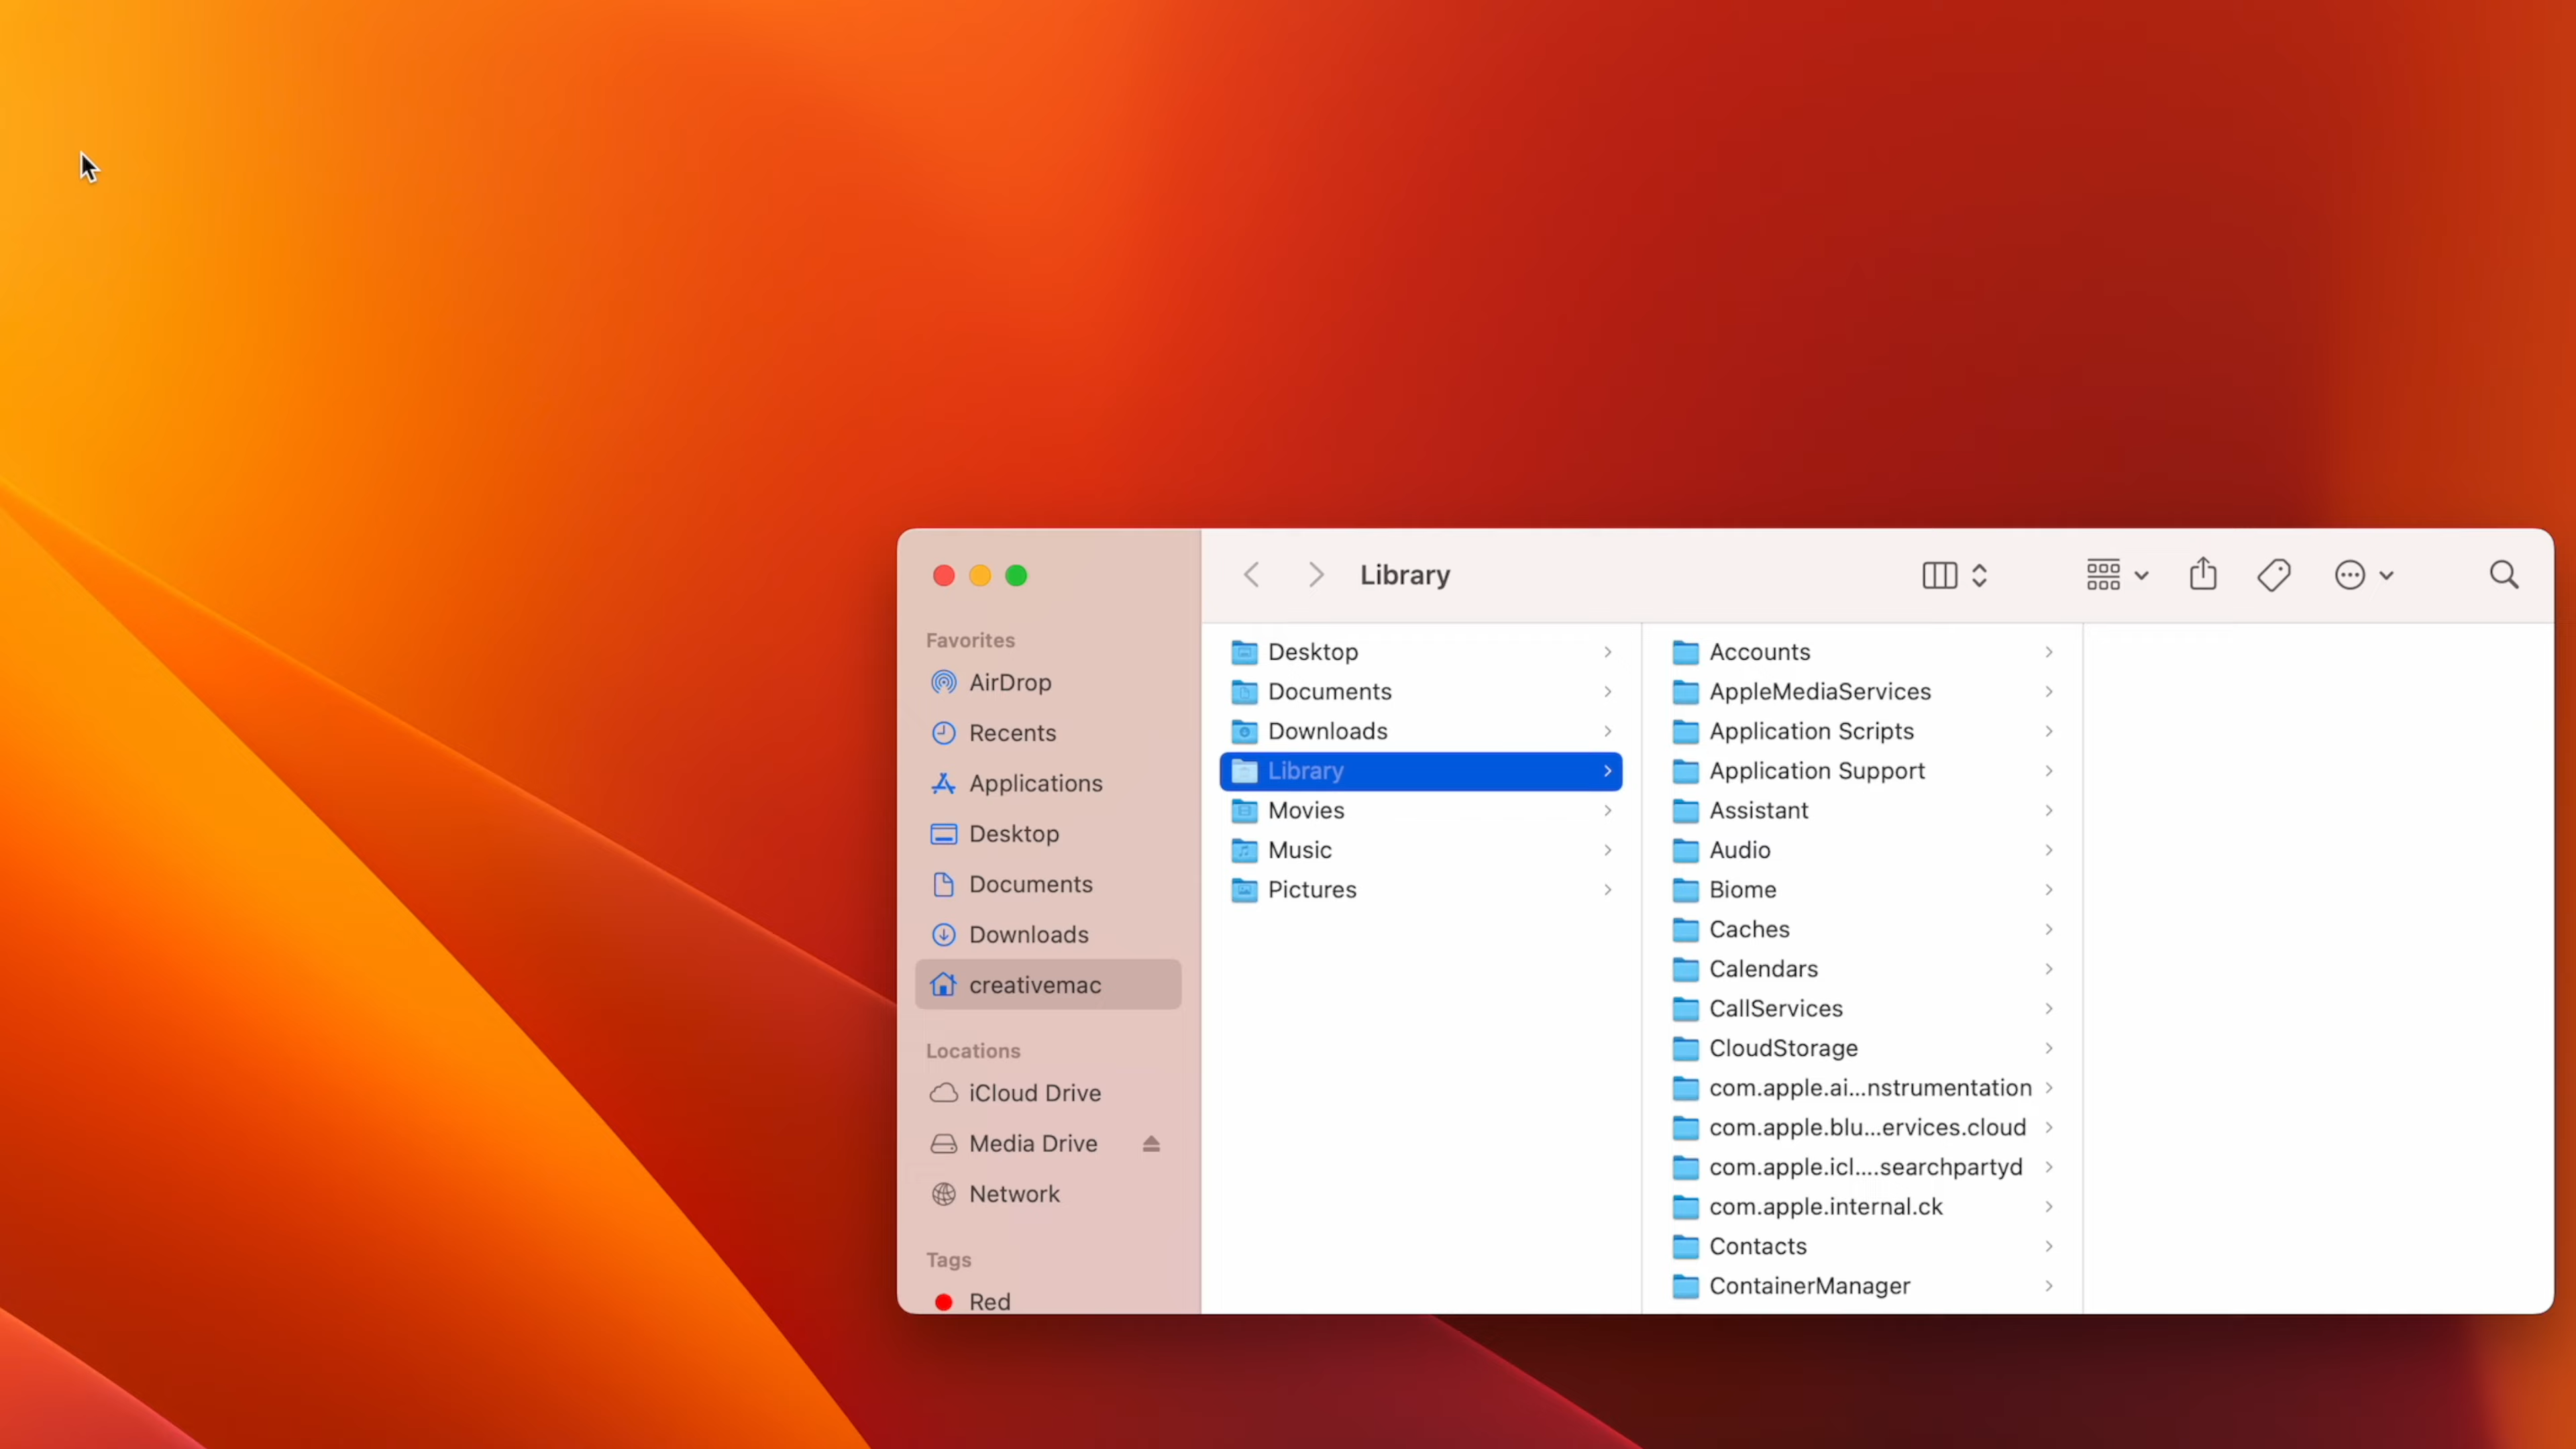 Library
Favorites
AirDrop
Recents
Applications
Desktop
Documents
Downloads
creativemac
Locations
iCloud Drive
Media Drive
Network
Tags
Red
Desktop
Documents
Downloads
Library
Movies
Music
Pictures
Accounts
AppleMediaServices
Application Scripts
Application Support
Assistant
Audio
Biome
Caches
Calendars
CallServices
CloudStorage
com.apple.ai...nstrumentation
com.apple.blu...ervices.cloud
com.apple.icl....searchpartyd
com.apple.internal.ck
Contacts
ContainerManager